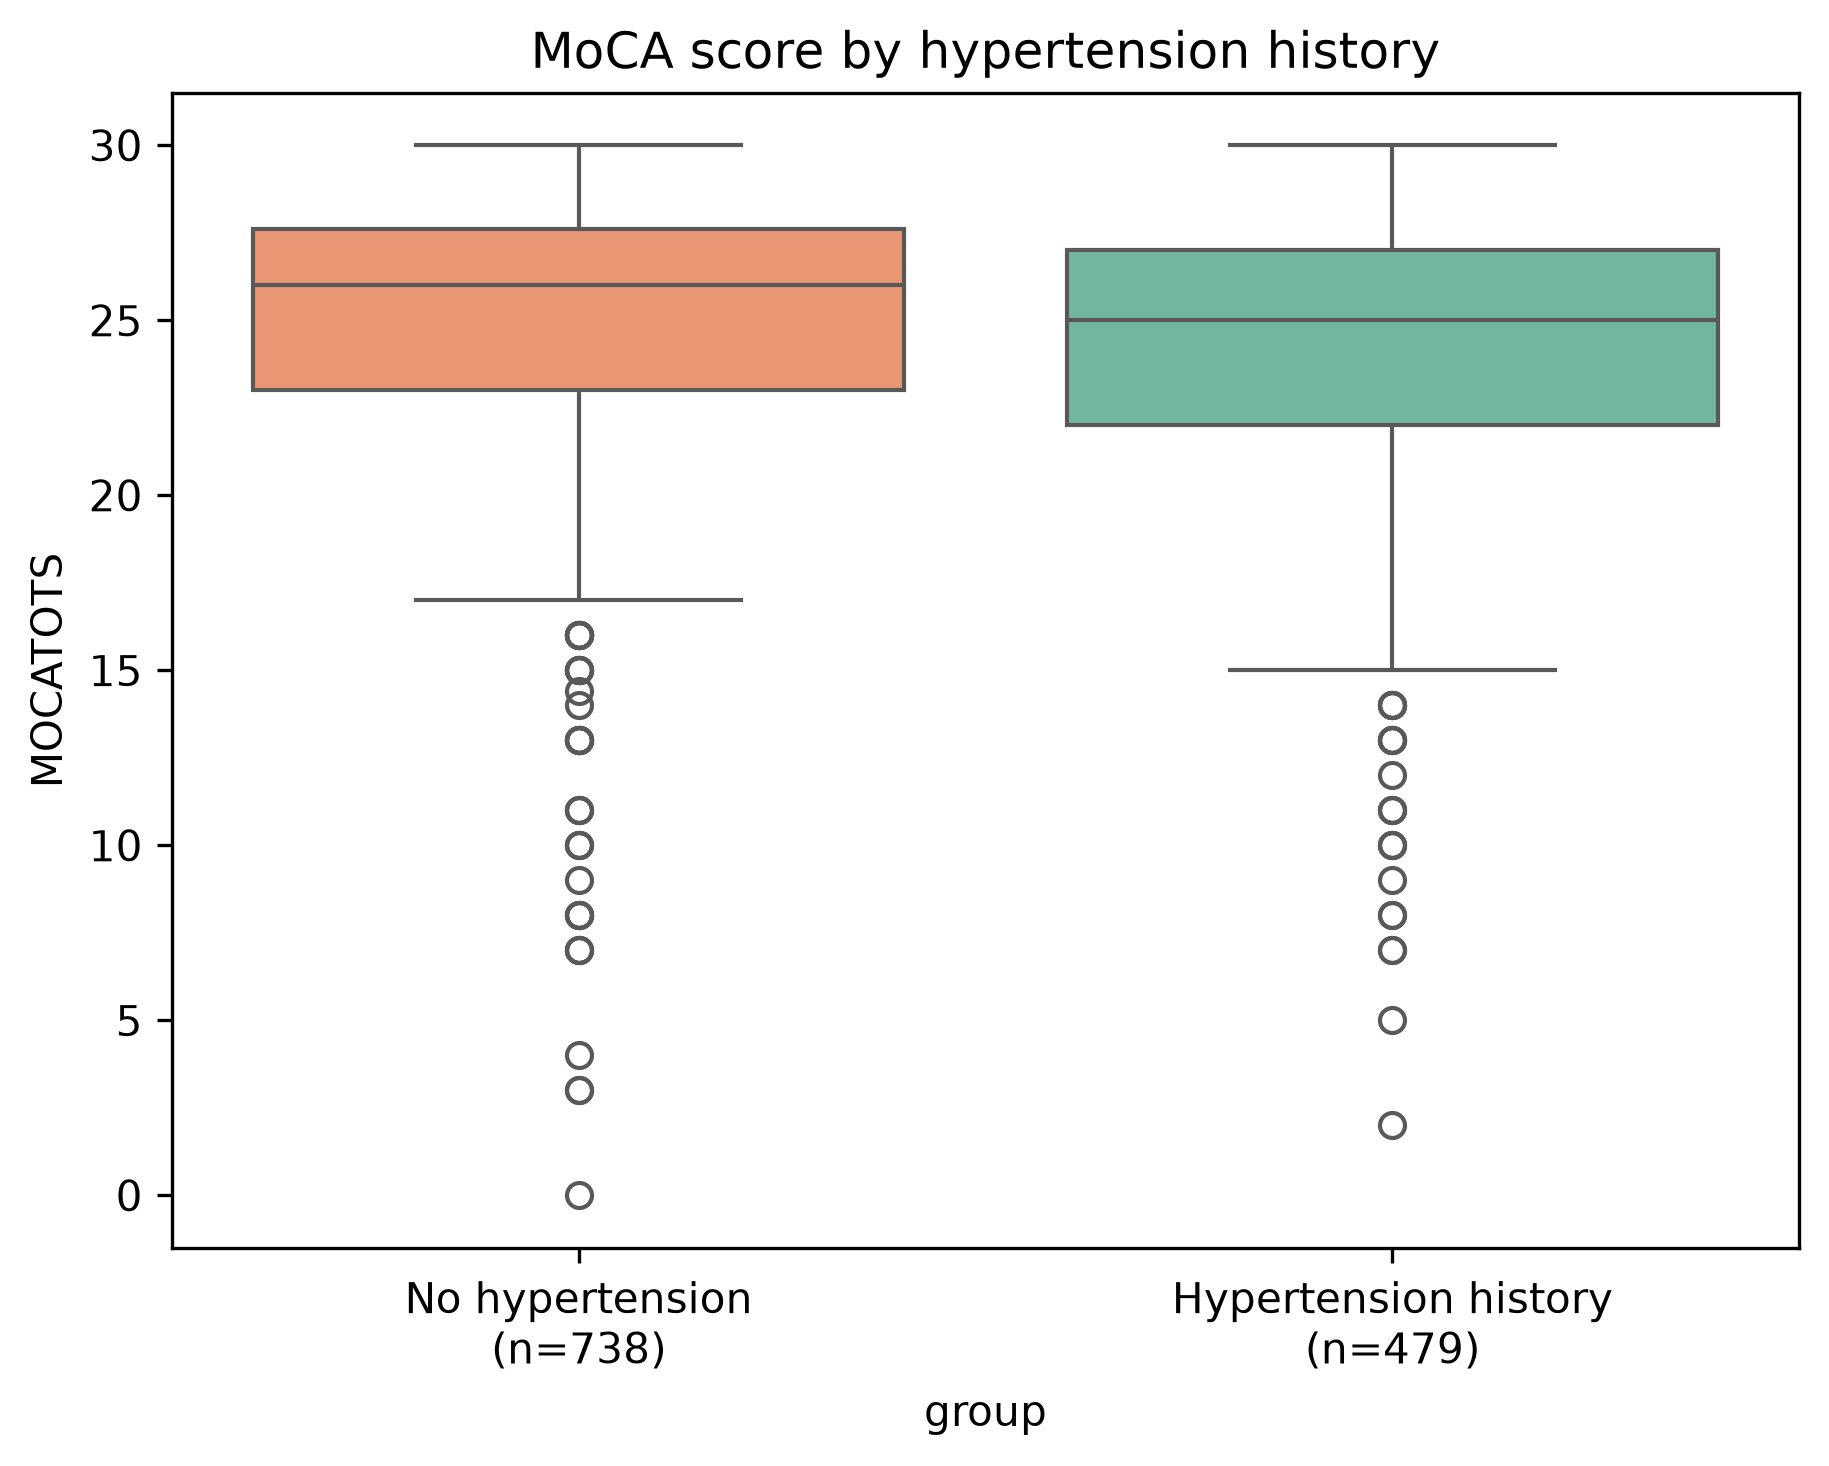 MoCA score by hypertension history
30
25
20
15
10
5
0
MOCATOTS
No hypertension
(n=738)
Hypertension history
(n=479)
group